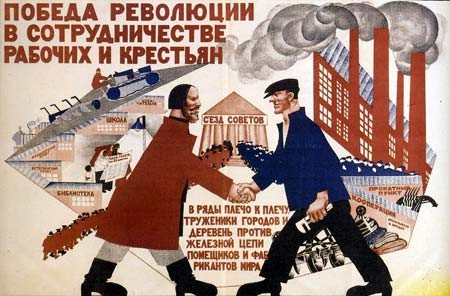 ПОБЕДА РЕВОЛЮЦИИ
В СОТРУДНИЧЕСТВЕ
РАБОЧИХ И КРЕСТЬЯН
ШКОЛА
СЪЕЗД СОВЕТОВ
БИБЛИОТЕКА
ПРОКАТНЫЙ
ПУНКТ
КООПЕРАЦИЯ
В РЯДЫ ПЛЕЧО К ПЛЕЧУ
ТРУЖЕНИКИ ГОРОДОВ И
ДЕРЕВЕНЬ ПРОТИВ
ЖЕЛЕЗНОЙ ЦЕПИ
ПОМЕЩИКОВ И ФАБ
РИКАНТОВ МИРА